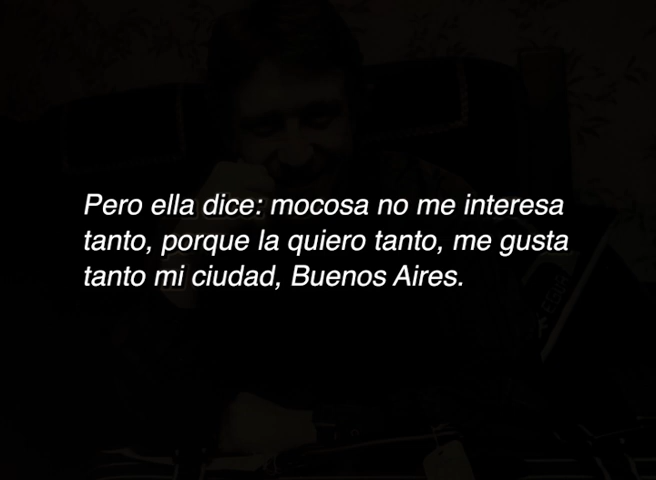 Pero ella dice: mocosa no me interesa
tanto, porque la quiero tanto, me gusta
tanto mi ciudad, Buenos Aires.